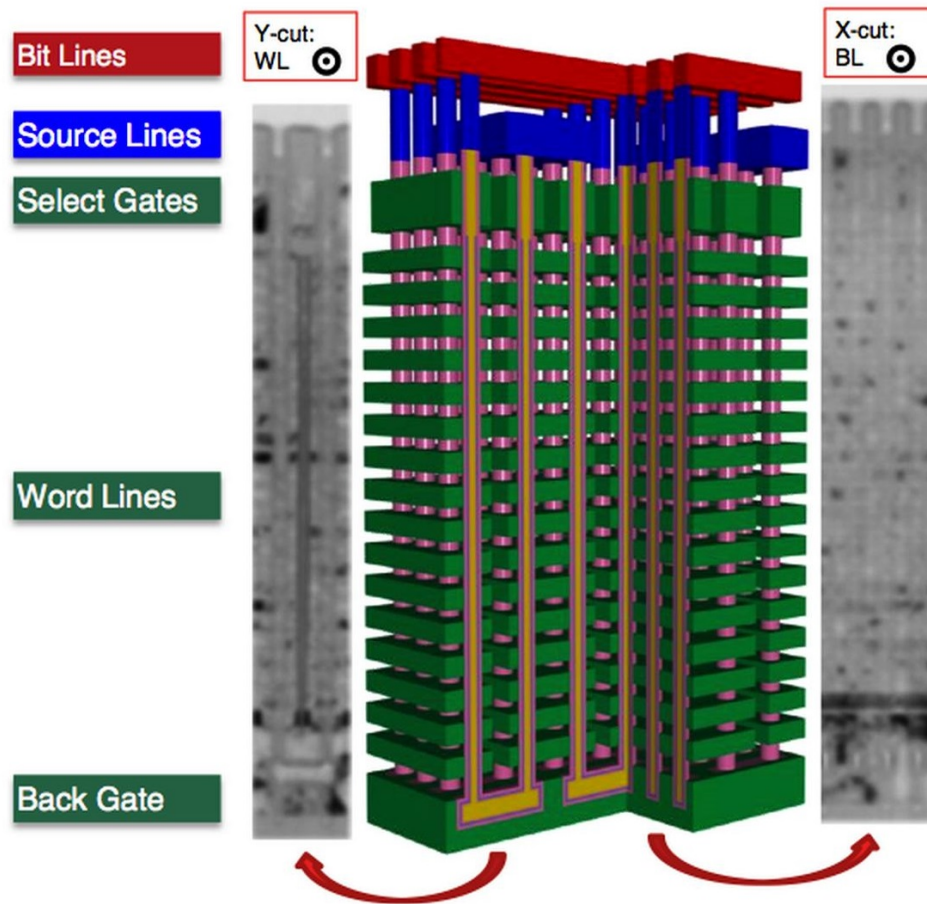 Bit Lines
Source Lines
Select Gates
Word Lines
Back Gate
Y-cut:
WL
X-cut:
BL